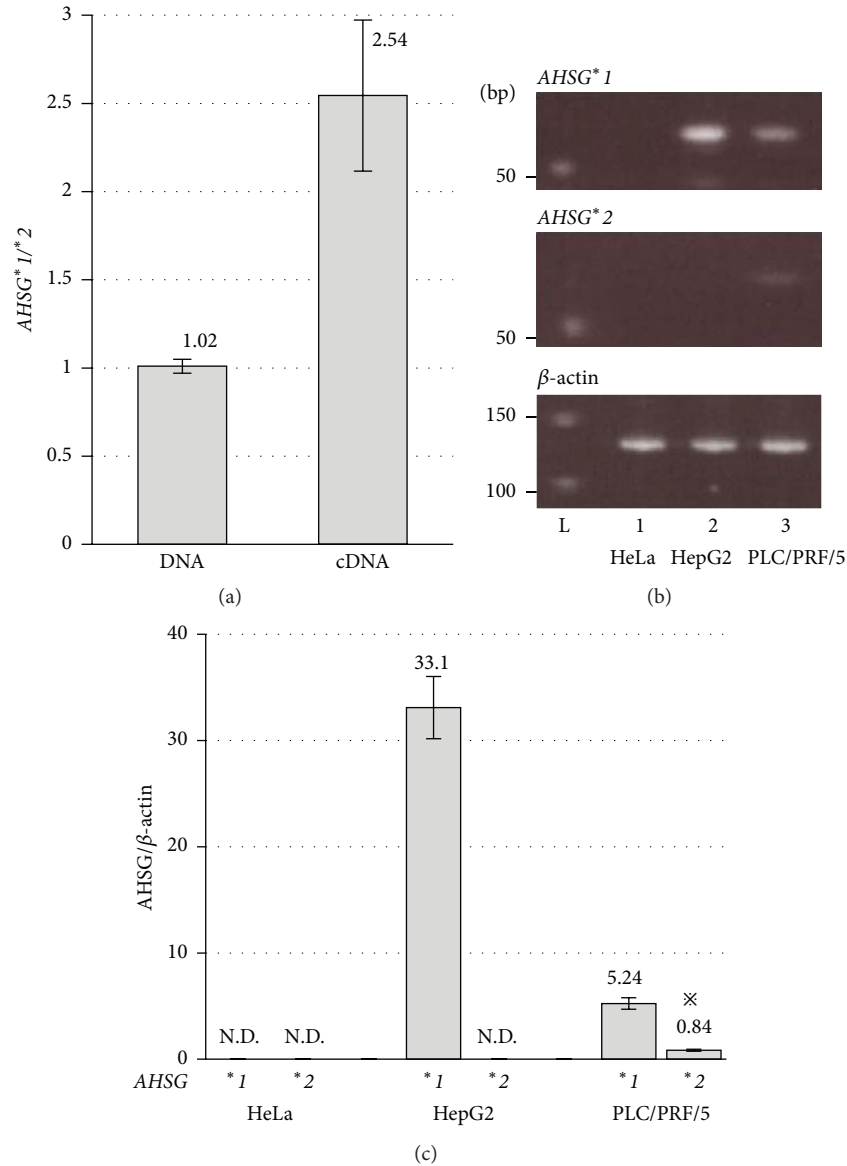 3
2.5
2
1.5
1
0.5
0
AHSG* 1/* 2
1.02
2.54
DNA cDNA
(a)
AHSG* 1
(bp)
50
AHSG* 2
50
β-actin
150
100
L 1 2 3
HeLa HepG2 PLC/PRF/5
(b)
40
30
20
10
0
AHSG/β-actin
N.D. N.D. 33.1 N.D. 5.24 ※ 0.84
AHSG *1 *2 *1 *2 *1 *2
HeLa HepG2 PLC/PRF/5
(c)